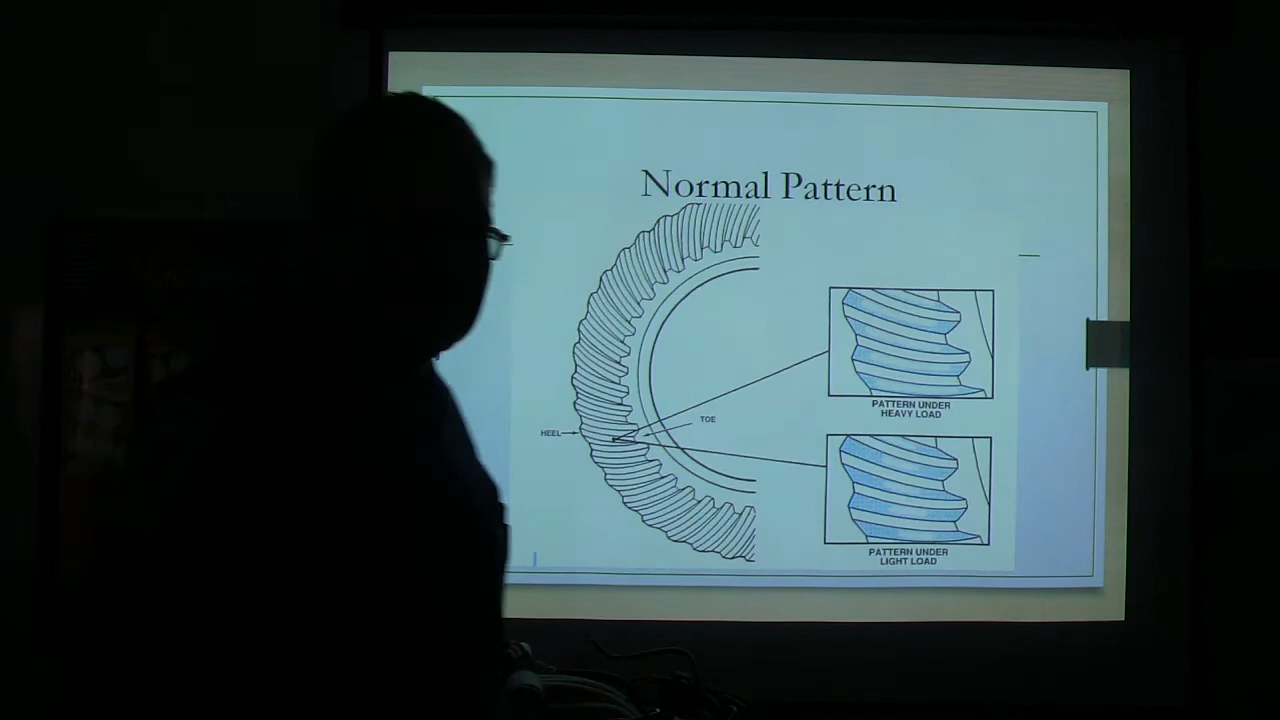 Normal Pattern
PATTERN UNDER
HEAVY LOAD
TOE
HEEL
PATTERN UNDER
LIGHT LOAD